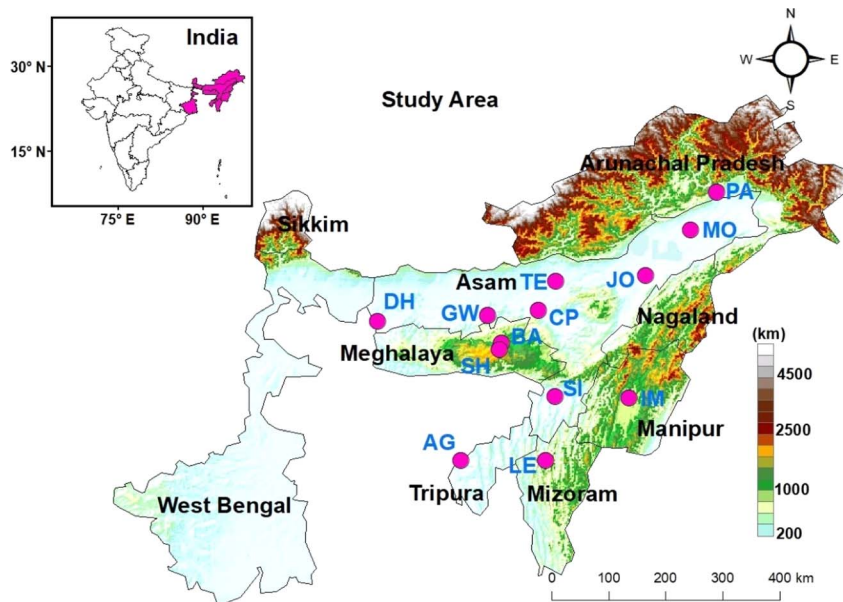 India
30° N
15° N
75° E
90° E
Study Area
N
W
E
S
Arunachal Pradesh
PA
Sikkim
MO
Asam
TE
JO
DH
GW
CP
Nagaland
BA
Meghalaya
SH
(km)
4500
2500
1000
200
SI
IM
Manipur
AG
LE
Tripura
Mizoram
West Bengal
0
100
200
300
400 km